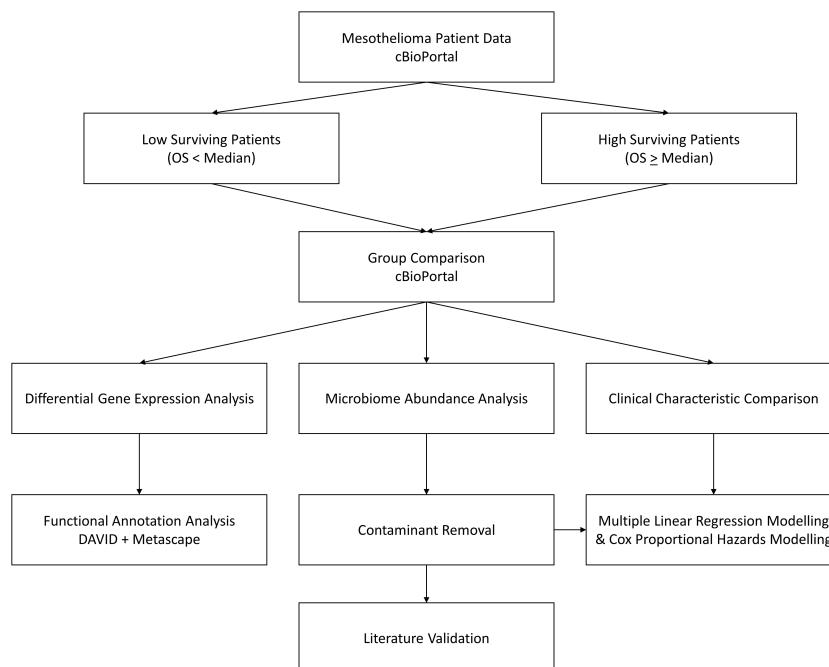 Mesothelioma Patient Data
cBioPortal
Low Surviving Patients
(OS < Median)
High Surviving Patients
(OS ≥ Median)
Group Comparison
cBioPortal
Differential Gene Expression Analysis
Microbiome Abundance Analysis
Clinical Characteristic Comparison
Functional Annotation Analysis
DAVID + Metascape
Contaminant Removal
Multiple Linear Regression Modelling
& Cox Proportional Hazards Modelling
Literature Validation